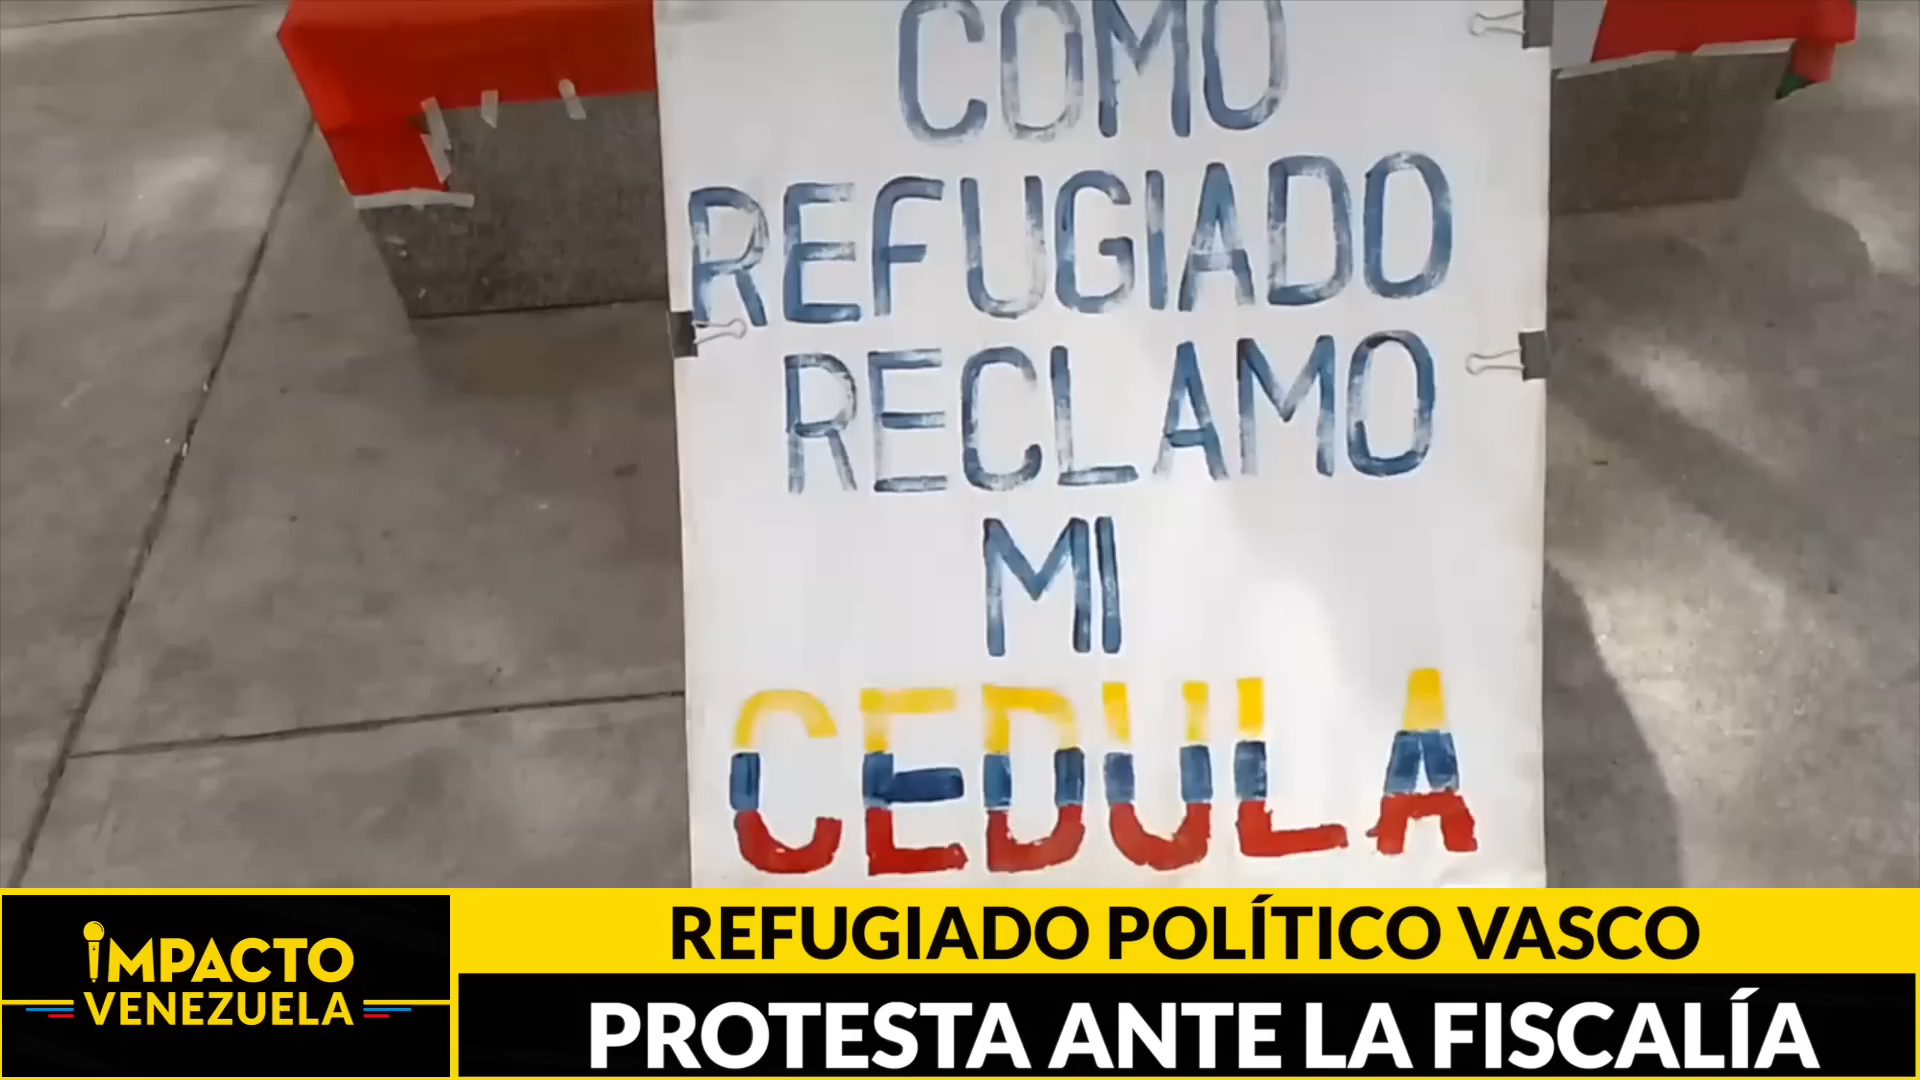 COMO
REFUGIADO
RECLAMO
MI
CEDULA
IMPACTO
VENEZUELA
REFUGIADO POLÍTICO VASCO
PROTESTA ANTE LA FISCALÍA